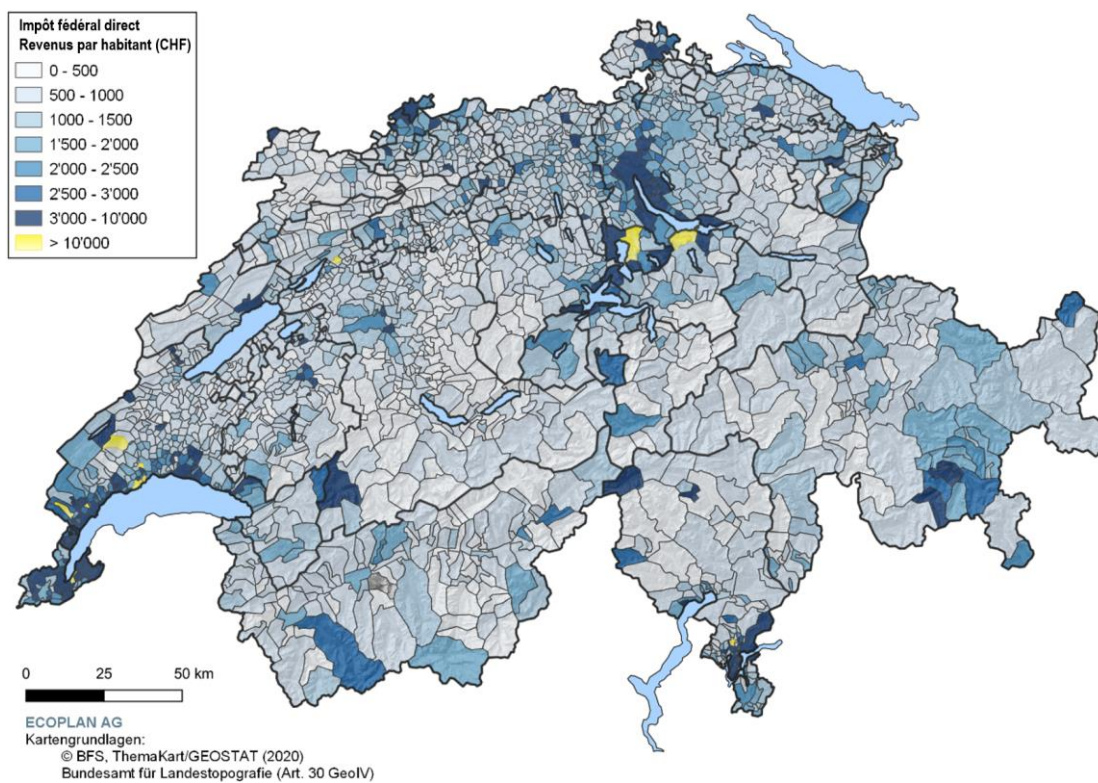 Impôt fédéral direct
Revenus par habitant (CHF)
0 - 500
500 - 1000
1000 - 1500
1'500 - 2'000
2'000 - 2'500
2'500 - 3'000
3'000 - 10'000
> 10'000
0 25 50 km
ECOPLAN AG
Kartengrundlagen:
© BFS, ThemaKart/GEOSTAT (2020)
Bundesamt für Landestopografie (Art. 30 GeoIV)